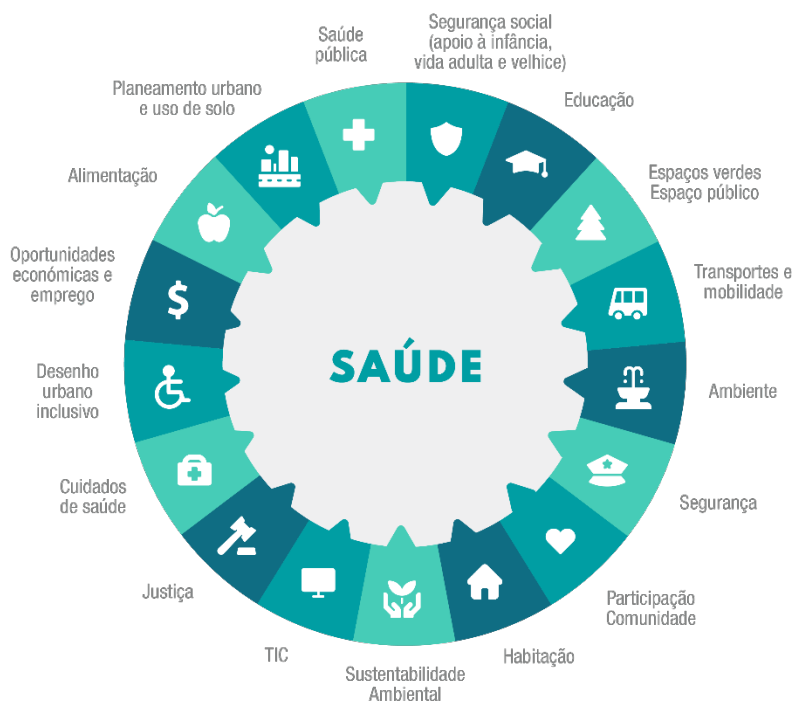 Saúde
pública
Segurança social
(apoio à infância,
vida adulta e velhice)
Educação
Espaços verdes
Espaço público
Transportes e
mobilidade
Ambiente
Segurança
Participação
Comunidade
Habitação
Sustentabilidade
Ambiental
TIC
Justiça
Cuidados
de saúde
Desenho
urbano
inclusivo
Oportunidades
económicas e
emprego
Alimentação
Planeamento urbano
e uso de solo
$
SAÚDE